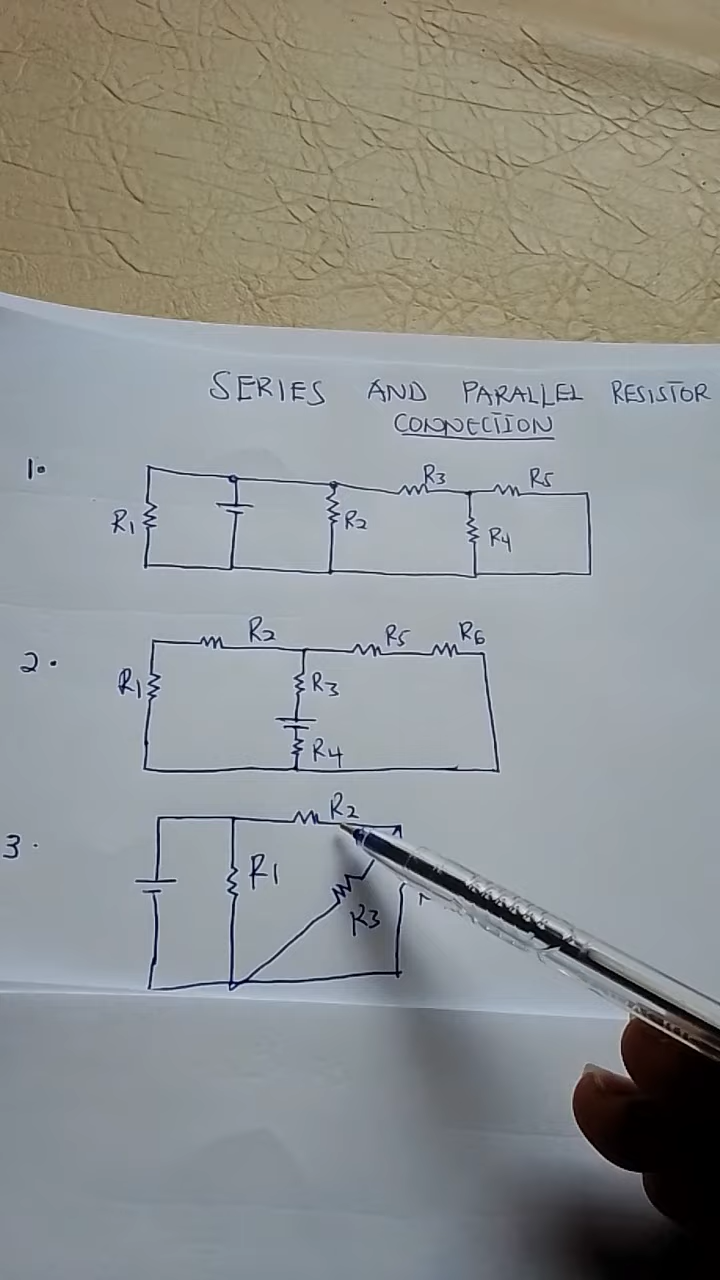 SERIES AND PARALLEL RESISTOR
CONNECTION
1.
R3 R5
R1 R2 R4
2.
R2 R5 R6
R1 R3
R4
3.
R2
R1
R3